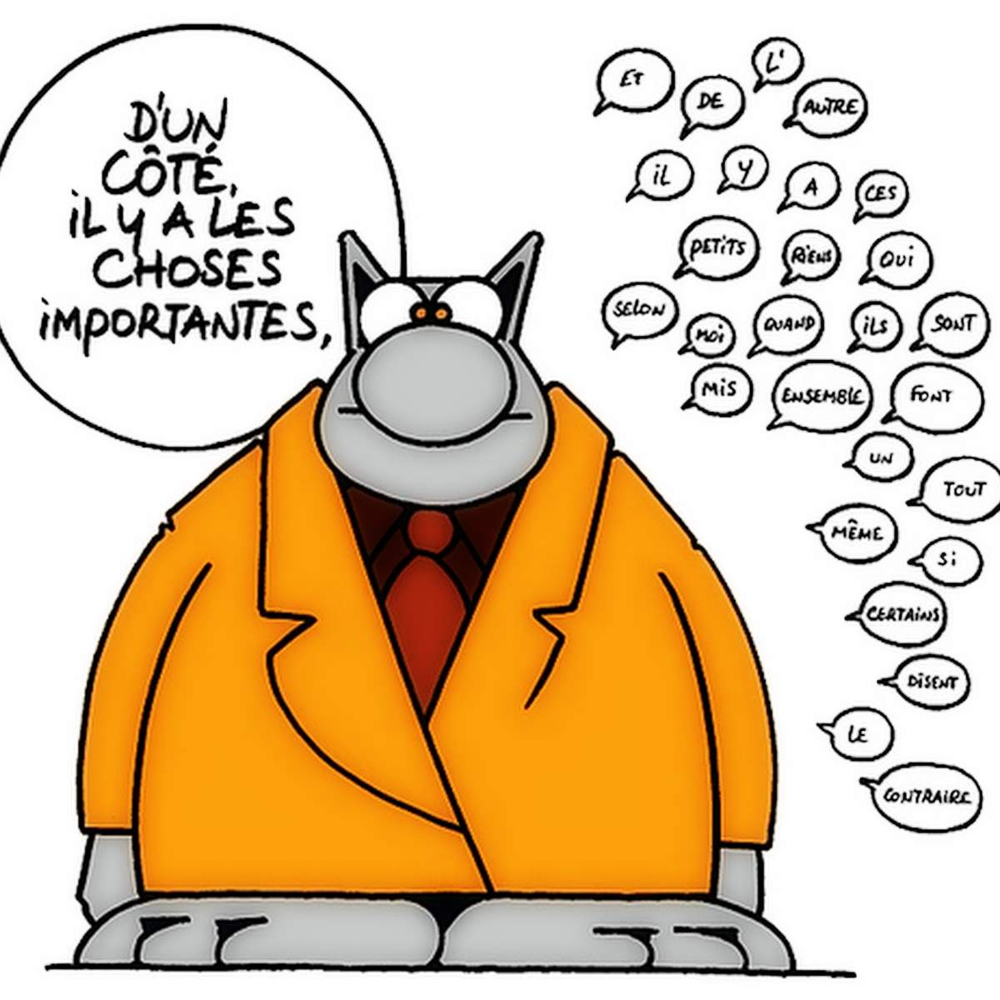 D'UN
CÔTÉ,
iL Y A LES
CHOSES
iMPORTANTES,
ET DE L' AUTRE
iL Y A CES
PETiTS RiENS QUi
SELON MOi QUAND iLS SONT
MiS ENSEMBLE FONT
UN TOUT
MÊME Si
CERTAiNS
DiSENT
LE
CONTRAiRE